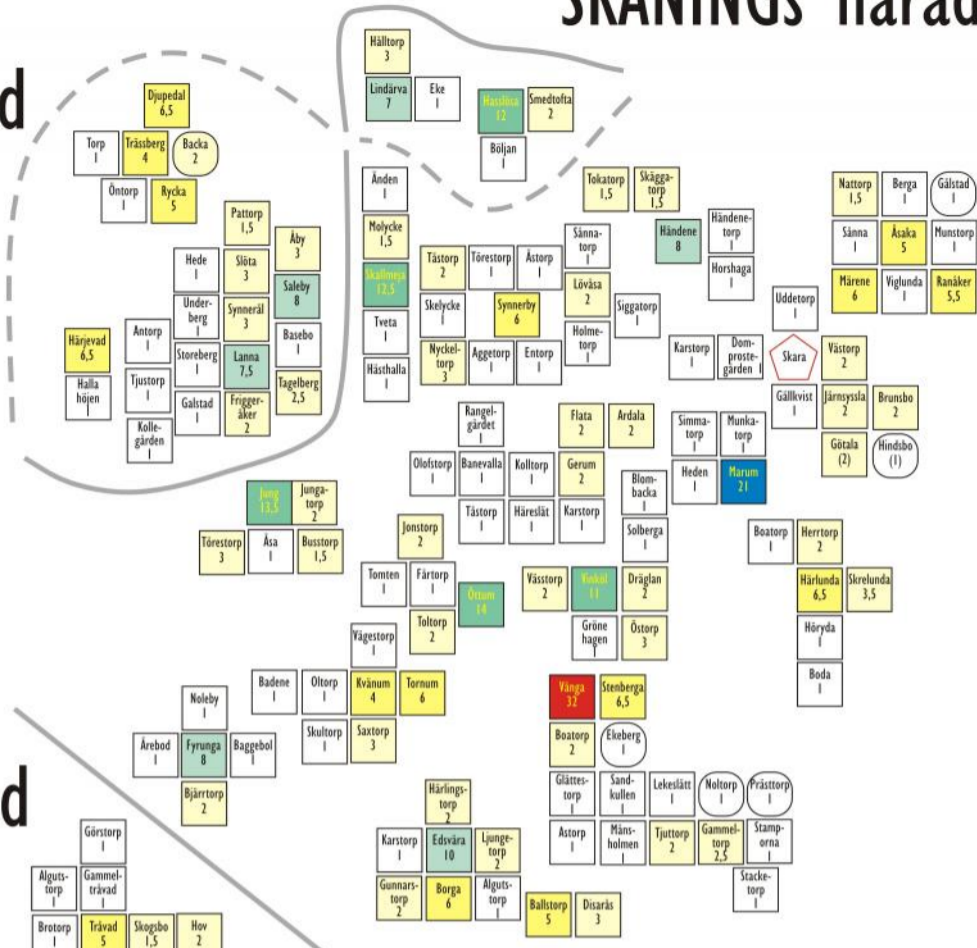 SKÅNINGs härad
d
Hälltorp
3
Lindärva
7
Eke
1
Hasslösa
12
Smedtofta
2
Böljan
1
Djupedal
6,5
Torp
1
Trässberg
4
Backa
2
Öntorp
1
Rycka
5
Pattorp
1,5
Åby
3
Hede
1
Slöta
3
Saleby
8
Under-
berg
1
Synnerål
3
Basebo
1
Härjevad
6,5
Antorp
1
Storeberg
1
Lanna
7,5
Halla
höjen
1
Tjustorp
1
Galstad
1
Frigger-
åker
2
Tagelberg
2,5
Kolle-
gården
1
Änden
1
Molycke
1,5
Skallmeja
12,5
Tveta
1
Hästhalla
1
Tåstorp
2
Törestorp
1
Åstorp
1
Sånna-
torp
1
Skelycke
1
Synnerby
6
Lövåsa
2
Siggatorp
1
Nyckel-
torp
3
Aggetorp
1
Entorp
1
Holme-
torp
1
Tokatorp
1,5
Skägga-
torp
1,5
Händene
8
Händene-
torp
1
Horshaga
1
Nattorp
1,5
Berga
1
Gålstad
1
Sånna
1
Åsaka
5
Munstorp
1
Märene
6
Viglunda
1
Ranåker
5,5
Uddetorp
1
Karstorp
1
Dom-
proste-
gården 1
Skara
Västorp
2
Gällkvist
1
Järnsyssla
2
Brunsbo
2
Götala
(2)
Hindsbo
(1)
Simma-
torp
1
Munka-
torp
1
Heden
1
Marum
21
Rangel-
gårdet
1
Flata
2
Ardala
2
Olofstorp
1
Banevalla
1
Kolltorp
1
Gerum
2
Tåstorp
1
Häreslät
1
Karstorp
1
Blom-
backa
1
Solberga
1
Jung
13,5
Junga-
torp
2
Törestorp
3
Åsa
1
Busstorp
1,5
Jonstorp
2
Tomten
1
Fårtorp
1
Öttum
14
Toltorp
2
Vässtorp
2
Vinköl
11
Dräglan
2
Gröne
hagen
1
Östorp
3
Boatorp
1
Herrtorp
2
Härlunda
6,5
Skrelunda
3,5
Höryda
1
Boda
1
Vägestorp
1
Badene
1
Oltorp
1
Kvänum
4
Tornum
6
Skultorp
1
Saxtorp
3
Noleby
1
Årebod
1
Fyrunga
8
Baggebol
1
Bjärrtorp
2
Vånga
32
Stenberga
6,5
Boatorp
2
Ekeberg
1
Glättes-
torp
1
Sand-
kullen
1
Lekeslätt
1
Noltorp
1
Prästtorp
1
Astorp
1
Måns-
holmen
1
Tjuttorp
2
Gammel-
torp
2,5
Stamp-
orna
1
Stacke-
torp
1
Härlings-
torp
2
Karstorp
1
Edsvära
10
Ljunge-
torp
2
Gunnars-
torp
2
Borga
6
Alguts-
torp
1
Ballstorp
5
Disarås
3
d
Görstorp
1
Alguts-
torp
1
Gammel-
tråvad
1
Brotorp
1
Tråvad
5
Skogsbo
1,5
Hov
2